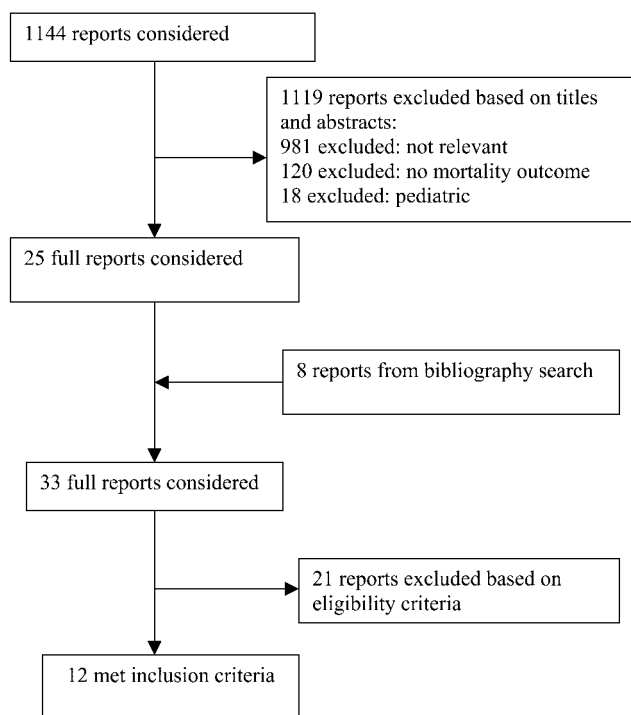 1144 reports considered
1119 reports excluded based on titles
and abstracts:
981 excluded: not relevant
120 excluded: no mortality outcome
18 excluded: pediatric
25 full reports considered
8 reports from bibliography search
33 full reports considered
21 reports excluded based on
eligibility criteria
12 met inclusion criteria